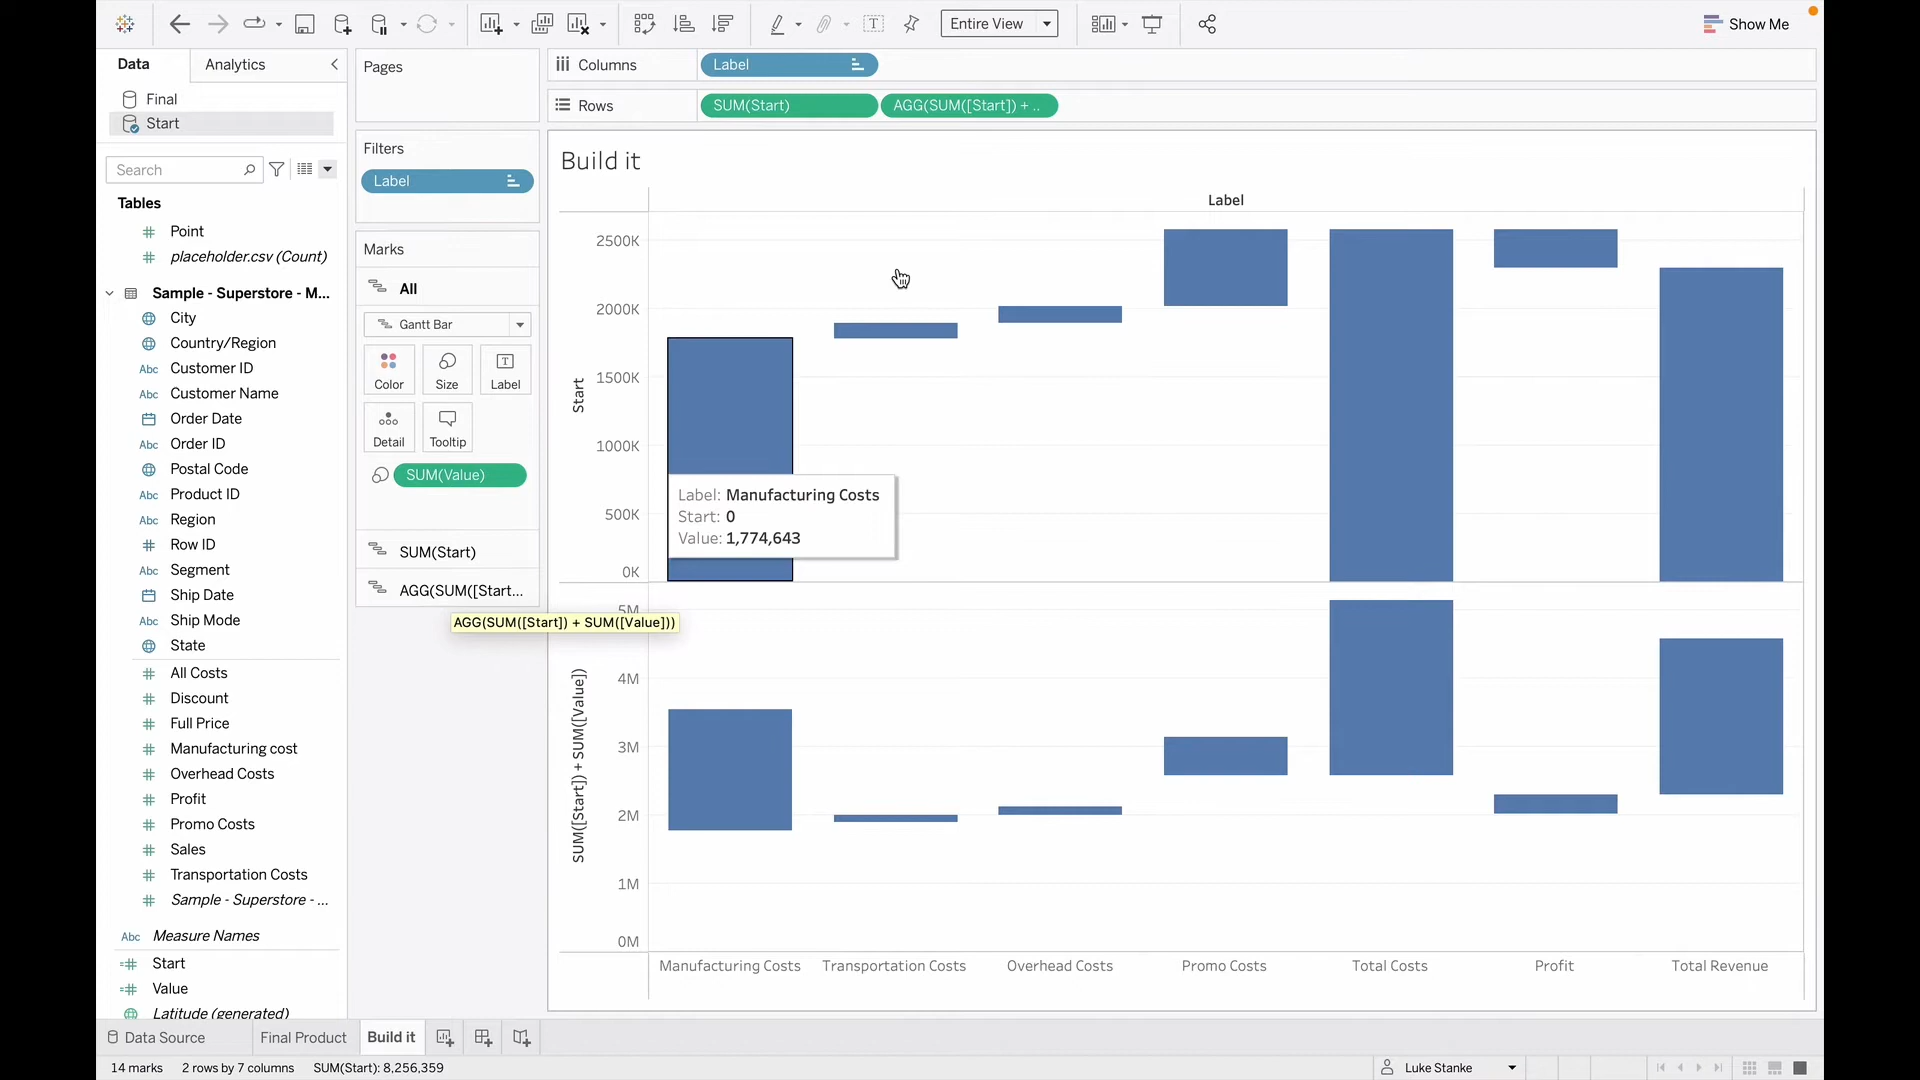 Entire View
Show Me
Data
Analytics
Final
Start
Search
Tables
Point
placeholder.csv (Count)
Sample - Superstore - M...
City
Country/Region
Abc Customer ID
Abc Customer Name
Order Date
Abc Order ID
Postal Code
Abc Product ID
Abc Region
Row ID
Abc Segment
Ship Date
Abc Ship Mode
State
All Costs
Discount
Full Price
Manufacturing cost
Overhead Costs
Profit
Promo Costs
Sales
Transportation Costs
Sample - Superstore - ...
Abc Measure Names
Start
Value
Latitude (generated)
Pages
Filters
Label
Marks
All
Gantt Bar
Color
Size
Label
Detail
Tooltip
SUM(Value)
SUM(Start)
AGG(SUM([Start...
AGG(SUM([Start]) + SUM([Value]))
Columns
Label
Rows
SUM(Start)
AGG(SUM([Start]) + ..
Build it
Label
Start
2500K
2000K
1500K
1000K
500K
0K
Label: Manufacturing Costs
Start: 0
Value: 1,774,643
SUM([Start]) + SUM([Value])
5M
4M
3M
2M
1M
0M
Manufacturing Costs
Transportation Costs
Overhead Costs
Promo Costs
Total Costs
Profit
Total Revenue
Data Source
Final Product
Build it
14 marks
2 rows by 7 columns
SUM(Start): 8,256,359
Luke Stanke